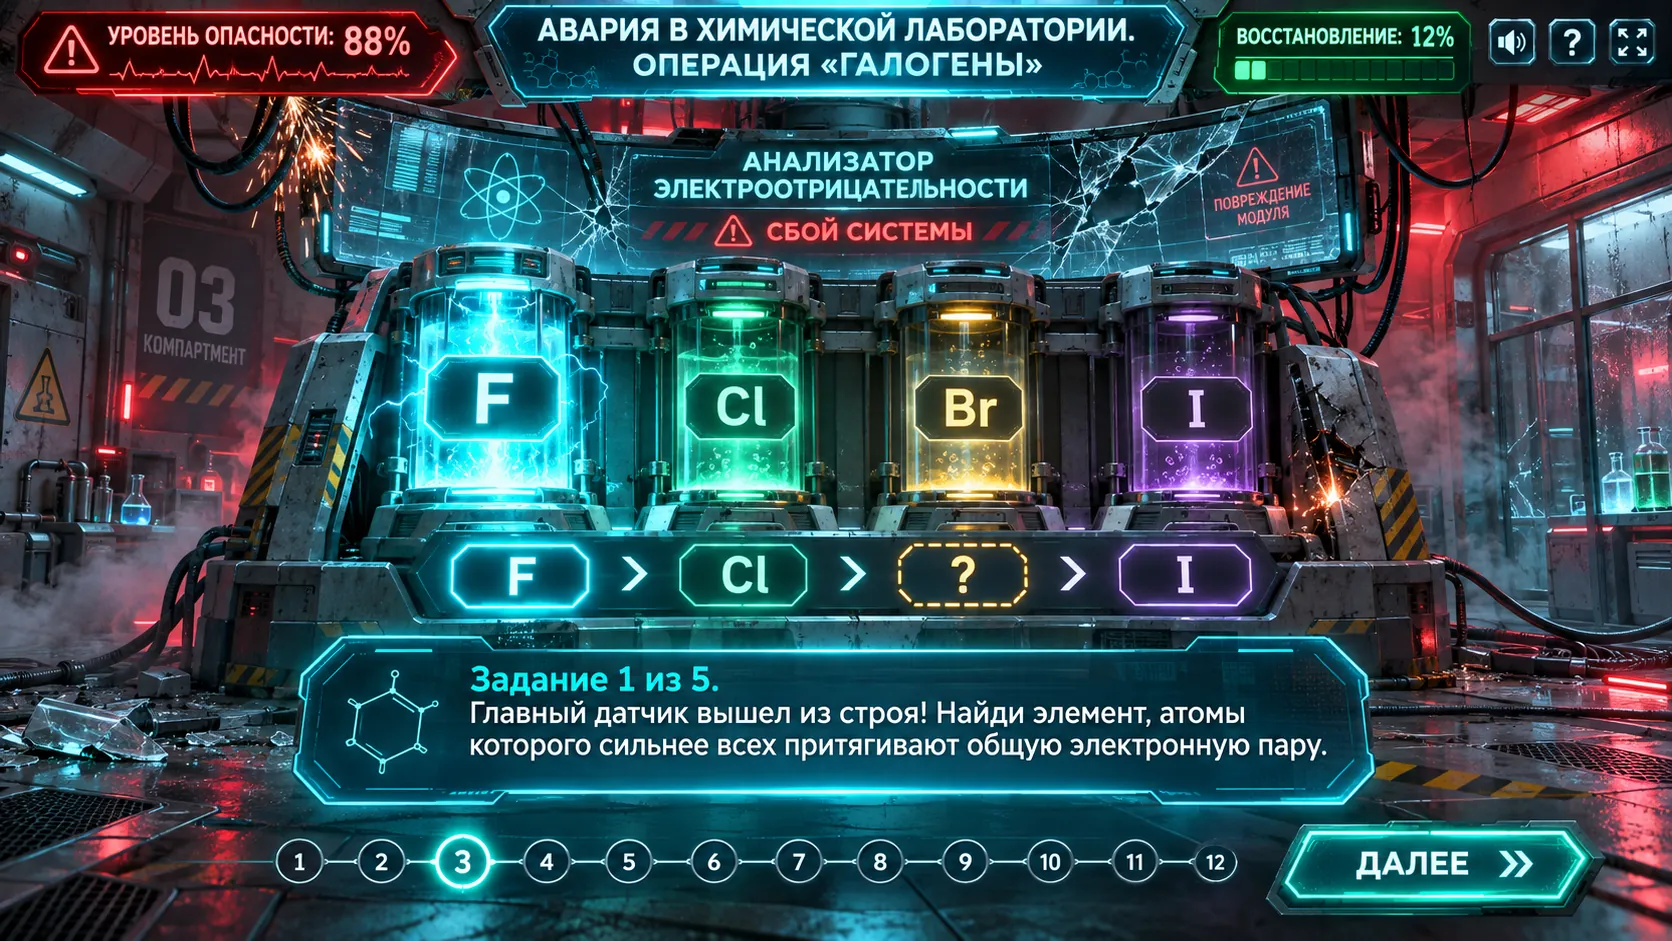 УРОВЕНЬ ОПАСНОСТИ: 88%
АВАРИЯ В ХИМИЧЕСКОЙ ЛАБОРАТОРИИ.
ОПЕРАЦИЯ «ГАЛОГЕНЫ»
ВОССТАНОВЛЕНИЕ: 12%
?
АНАЛИЗАТОР
ЭЛЕКТРООТРИЦАТЕЛЬНОСТИ
СБОЙ СИСТЕМЫ
ПОВРЕЖДЕНИЕ
МОДУЛЯ
03
КОМПАРТМЕНТ
F Cl Br I
F > Cl > ? > I
Задание 1 из 5.
Главный датчик вышел из строя! Найди элемент, атомы
которого сильнее всех притягивают общую электронную пару.
1 2 3 4 5 6 7 8 9 10 11 12
ДАЛЕЕ »